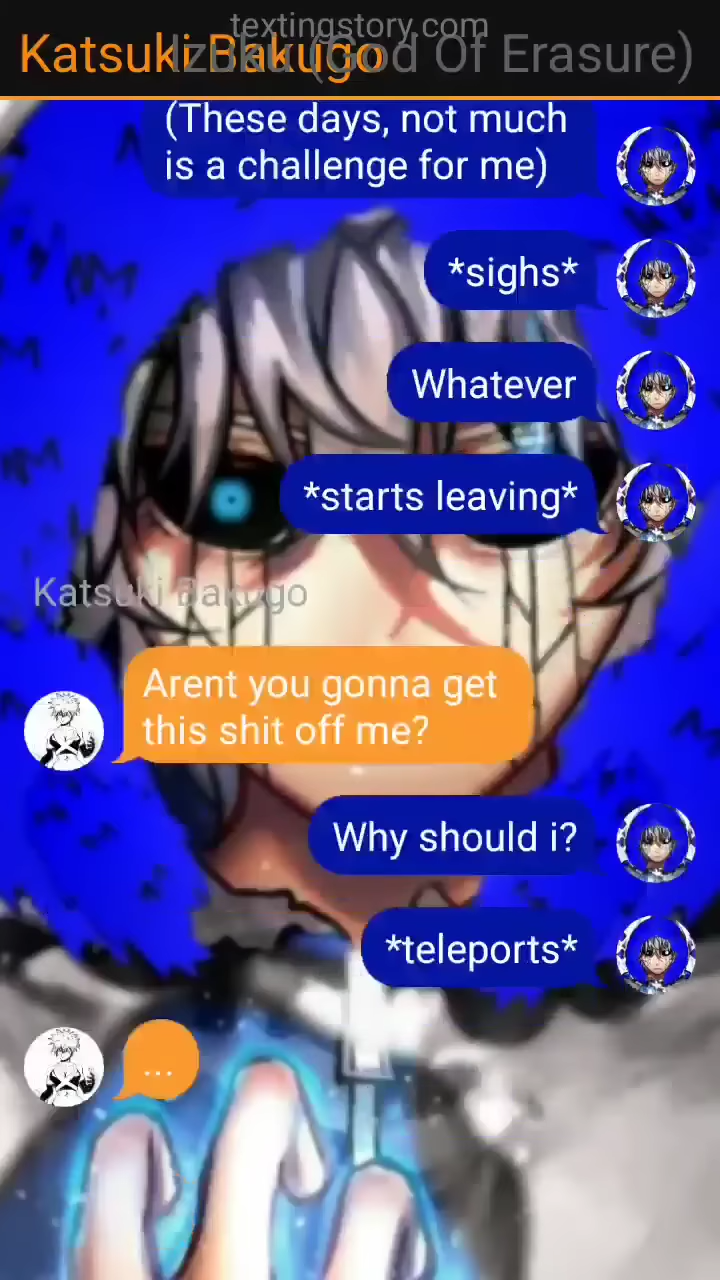 textingstory.com
Katsuki Bakugo
Izuku (God Of Erasure)
(These days, not much
is a challenge for me)
*sighs*
Whatever
*starts leaving*
Katsuki Bakugo
Arent you gonna get
this shit off me?
Why should i?
*teleports*
...